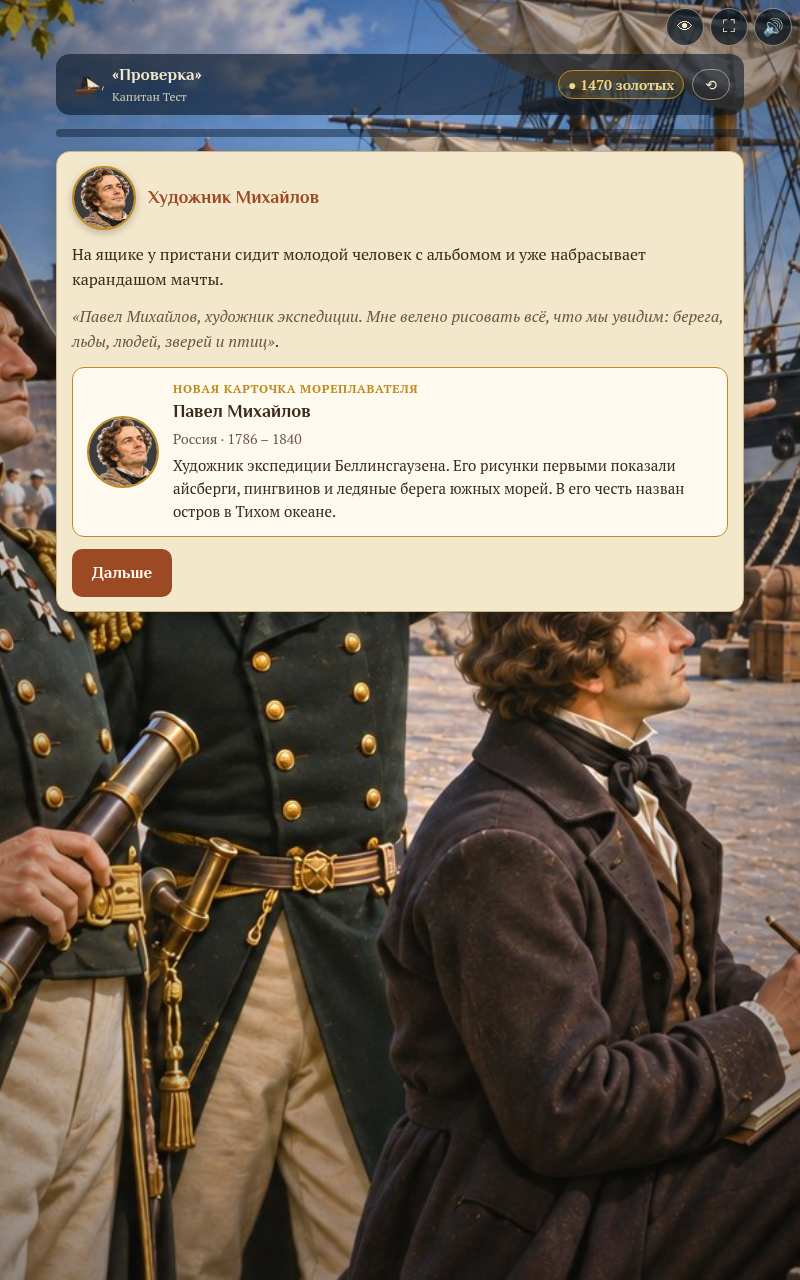 «Проверка»
Капитан Тест
● 1470 золотых
Художник Михайлов
На ящике у пристани сидит молодой человек с альбомом и уже набрасывает
карандашом мачты.
«Павел Михайлов, художник экспедиции. Мне велено рисовать всё, что мы увидим: берега,
льды, людей, зверей и птиц».
НОВАЯ КАРТОЧКА МОРЕПЛАВАТЕЛЯ
Павел Михайлов
Россия · 1786 – 1840
Художник экспедиции Беллинсгаузена. Его рисунки первыми показали
айсберги, пингвинов и ледяные берега южных морей. В его честь назван
остров в Тихом океане.
Дальше